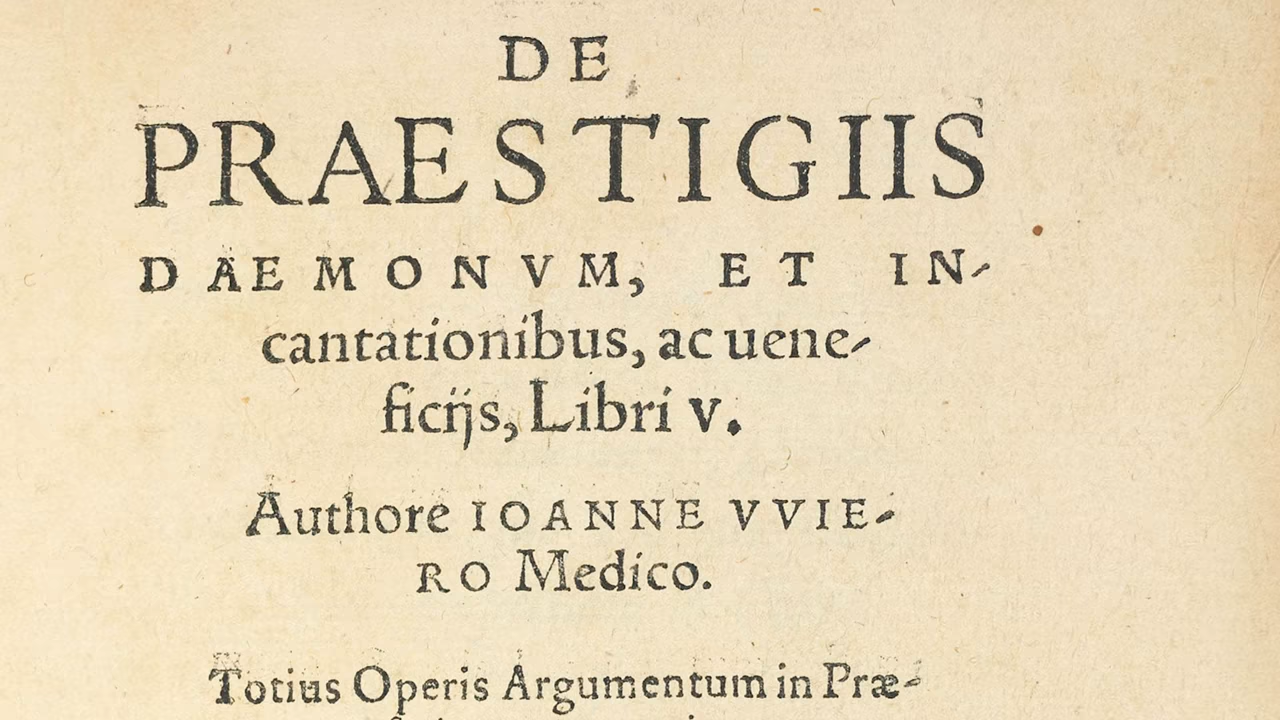 DE
PRAESTIGIIS
DAEMONVM, ET IN-
cantationibus, ac uene-
ficijs, Libri V.
Authore IOANNE VVIE-
RO Medico.
Totius Operis Argumentum in Præ-